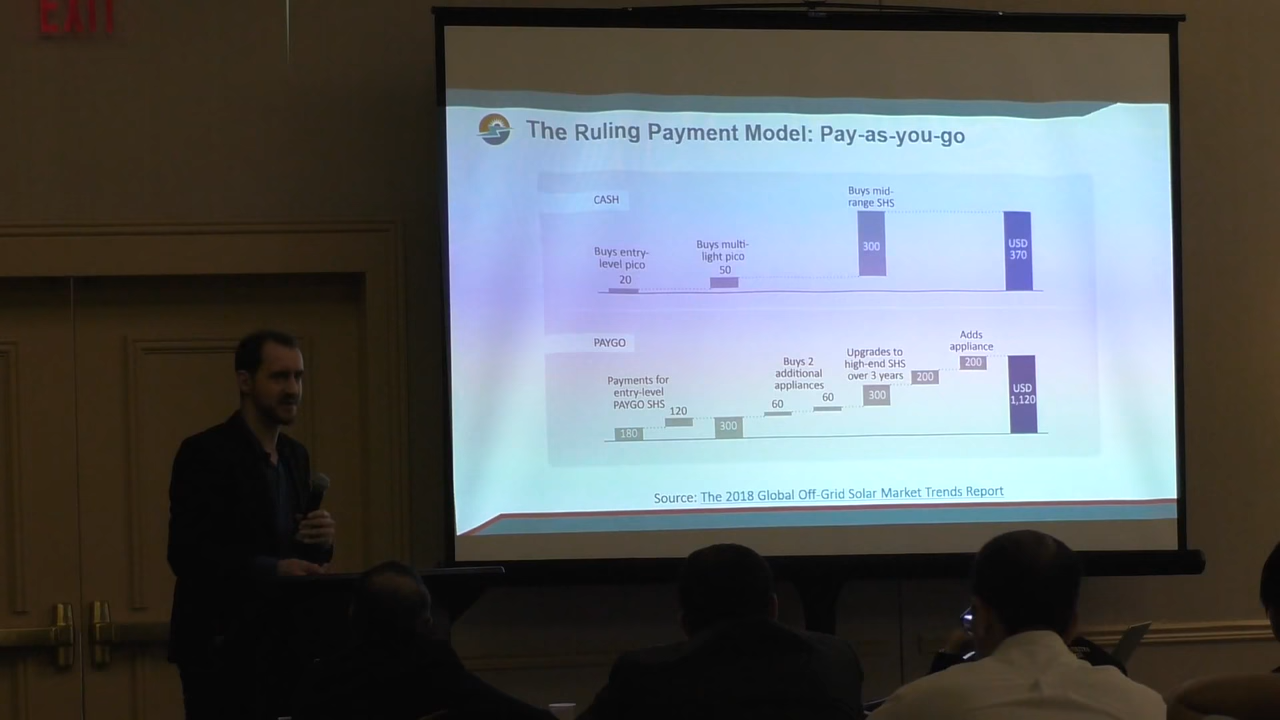 EXIT
The Ruling Payment Model: Pay-as-you-go
CASH
Buys entry-
level pico
20
Buys multi-
light pico
50
Buys mid-
range SHS
300
USD
370
PAYGO
Payments for
entry-level
PAYGO SHS
180
120
300
Buys 2
additional
appliances
60
60
Upgrades to
high-end SHS
over 3 years
300
200
Adds
appliance
200
USD
1,120
Source: The 2018 Global Off-Grid Solar Market Trends Report